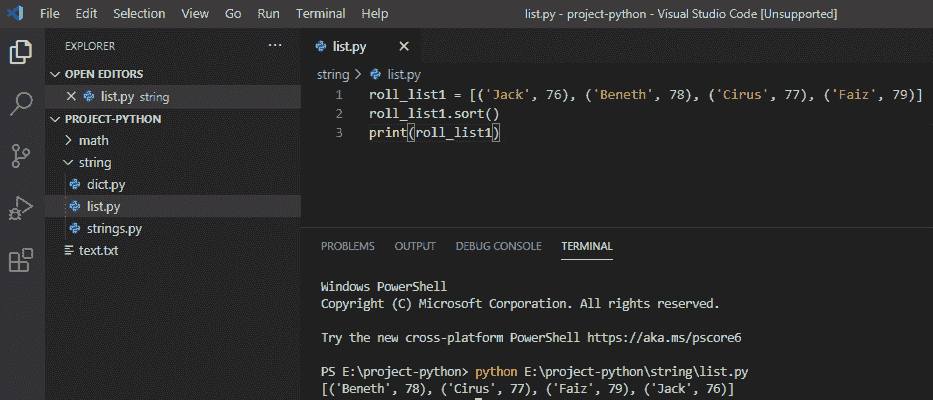 File Edit Selection View Go Run Terminal Help
list.py - project-python - Visual Studio Code [Unsupported]
EXPLORER ...
OPEN EDITORS
list.py string
PROJECT-PYTHON
math
string
dict.py
list.py
strings.py
text.txt
list.py
string > list.py
1 roll_list1 = [('Jack', 76), ('Beneth', 78), ('Cirus', 77), ('Faiz', 79)]
2 roll_list1.sort()
3 print(roll_list1)
PROBLEMS OUTPUT DEBUG CONSOLE TERMINAL
Windows PowerShell
Copyright (C) Microsoft Corporation. All rights reserved.
Try the new cross-platform PowerShell https://aka.ms/pscore6
PS E:\project-python> python E:\project-python\string\list.py
[('Beneth', 78), ('Cirus', 77), ('Faiz', 79), ('Jack', 76)]